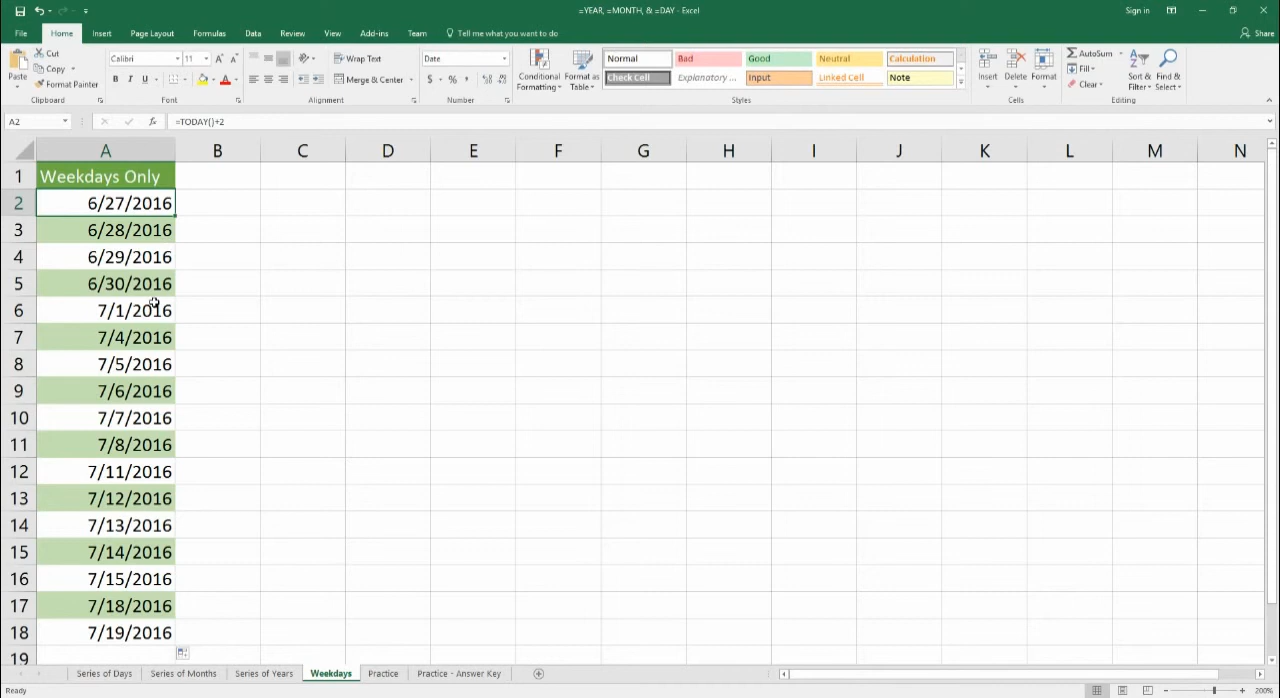 =YEAR, =MONTH, & =DAY - Excel
Sign in
File Home Insert Page Layout Formulas Data Review View Add-ins Team Tell me what you want to do
Share
Paste
Cut
Copy
Format Painter
Clipboard
Calibri 11
B I U
Font
Wrap Text
Merge & Center
Alignment
Date
$ % ,
Number
Conditional Formatting
Format as Table
Normal Bad Good Neutral Calculation
Check Cell Explanatory ... Input Linked Cell Note
Styles
Insert Delete Format
Cells
AutoSum
Fill
Clear
Sort & Filter
Find & Select
Editing
A2 fx =TODAY()+2
A B C D E F G H I J K L M N
1 Weekdays Only
2 6/27/2016
3 6/28/2016
4 6/29/2016
5 6/30/2016
6 7/1/2016
7 7/4/2016
8 7/5/2016
9 7/6/2016
10 7/7/2016
11 7/8/2016
12 7/11/2016
13 7/12/2016
14 7/13/2016
15 7/14/2016
16 7/15/2016
17 7/18/2016
18 7/19/2016
19
Series of Days Series of Months Series of Years Weekdays Practice Practice - Answer Key
Ready
200%